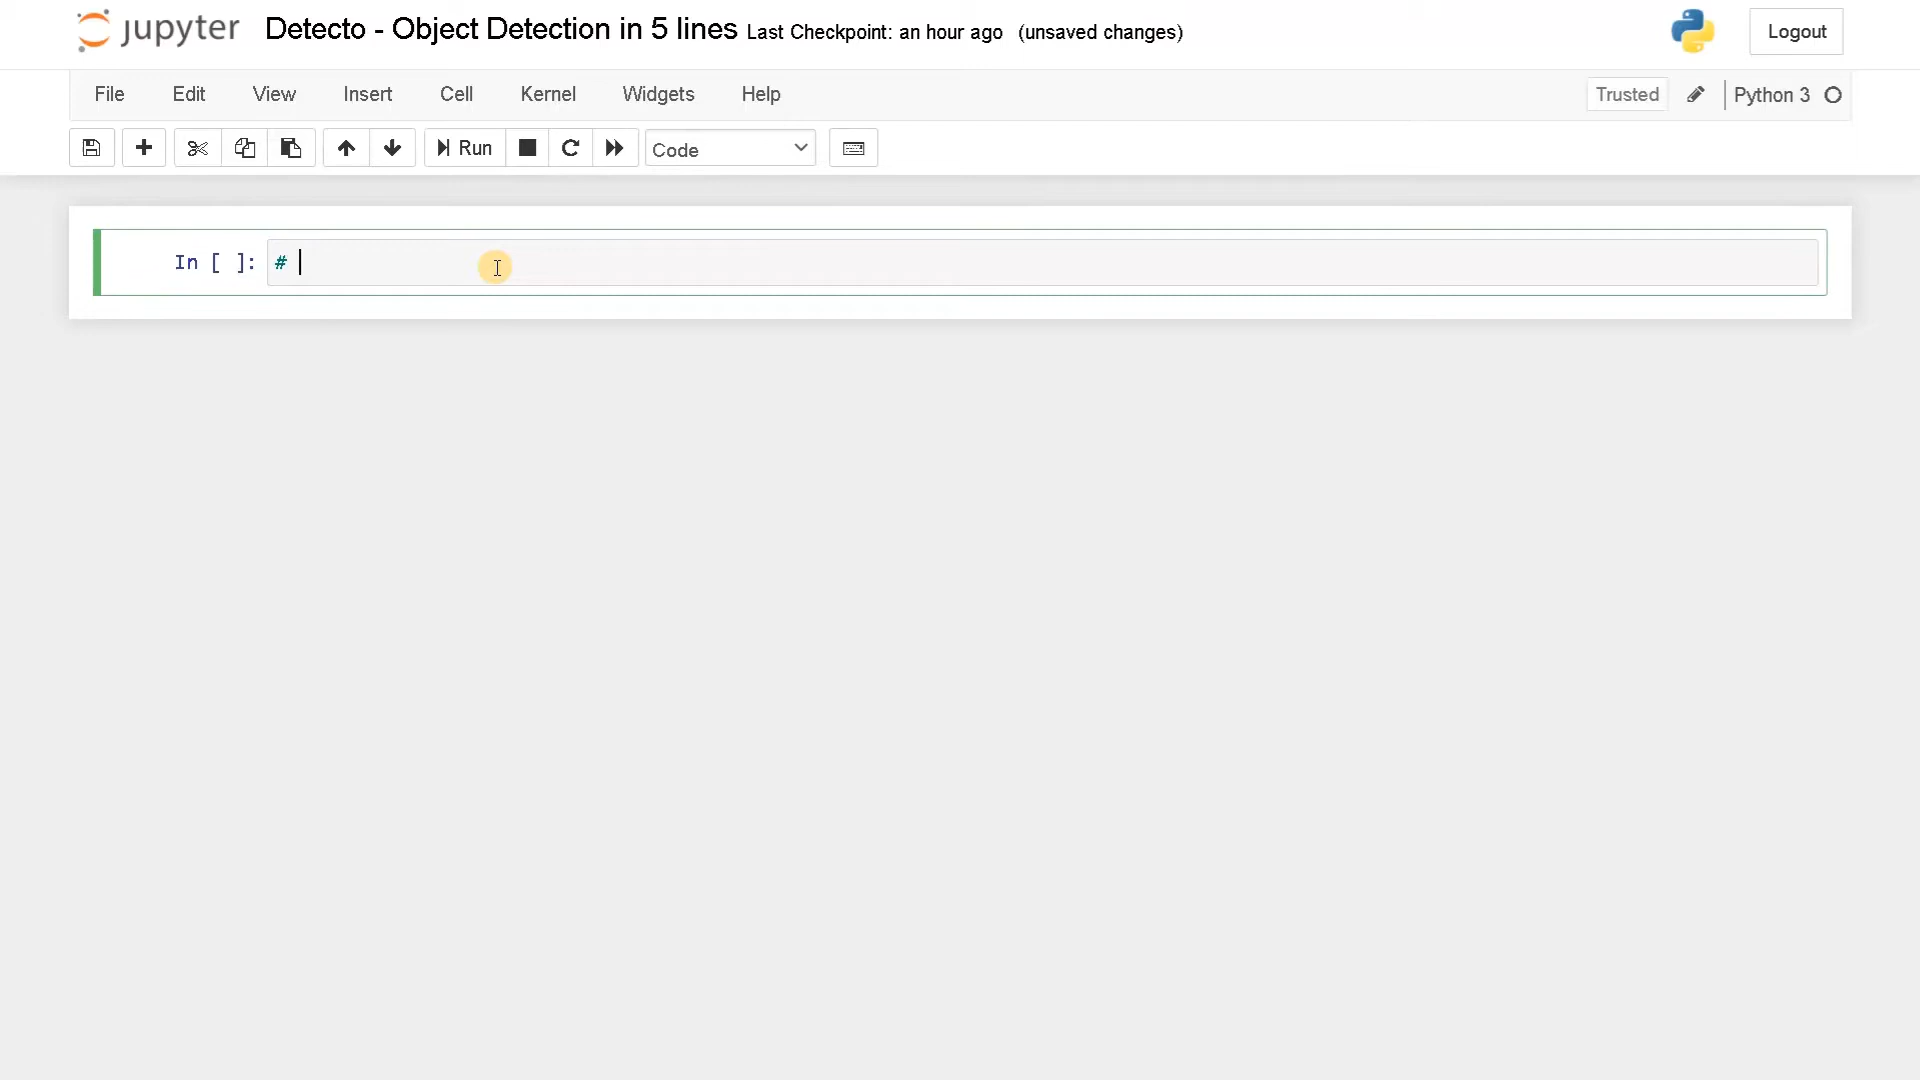 jupyter Detecto - Object Detection in 5 lines Last Checkpoint: an hour ago (unsaved changes) Logout
File Edit View Insert Cell Kernel Widgets Help Trusted Python 3
Run Code
In [ ]: #